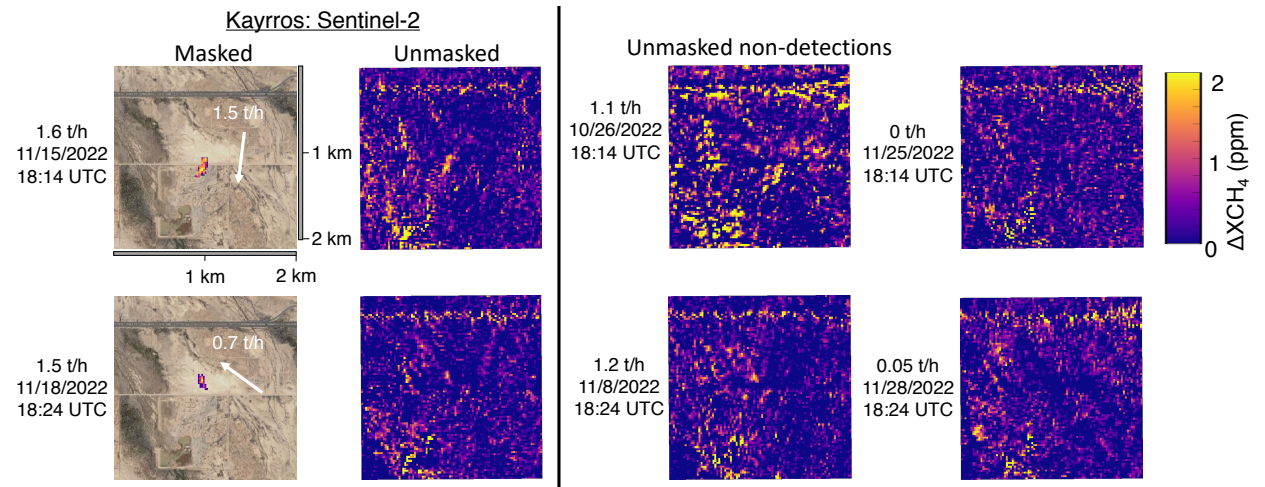 Kayrros: Sentinel-2
Masked
Unmasked
1.6 t/h
11/15/2022
18:14 UTC
1.5 t/h
1 km
2 km
1 km
2 km
1.5 t/h
11/18/2022
18:24 UTC
0.7 t/h
Unmasked non-detections
1.1 t/h
10/26/2022
18:14 UTC
0 t/h
11/25/2022
18:14 UTC
1.2 t/h
11/8/2022
18:24 UTC
0.05 t/h
11/28/2022
18:24 UTC
2
1
0
ΔXCH₄ (ppm)